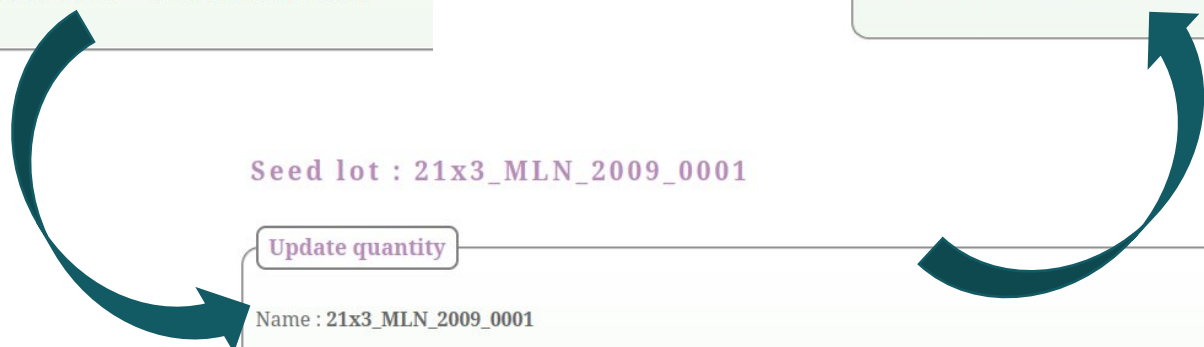 Seed lot : 21x3_MLN_2009_0001
Update quantity
Name : 21x3_MLN_2009_0001